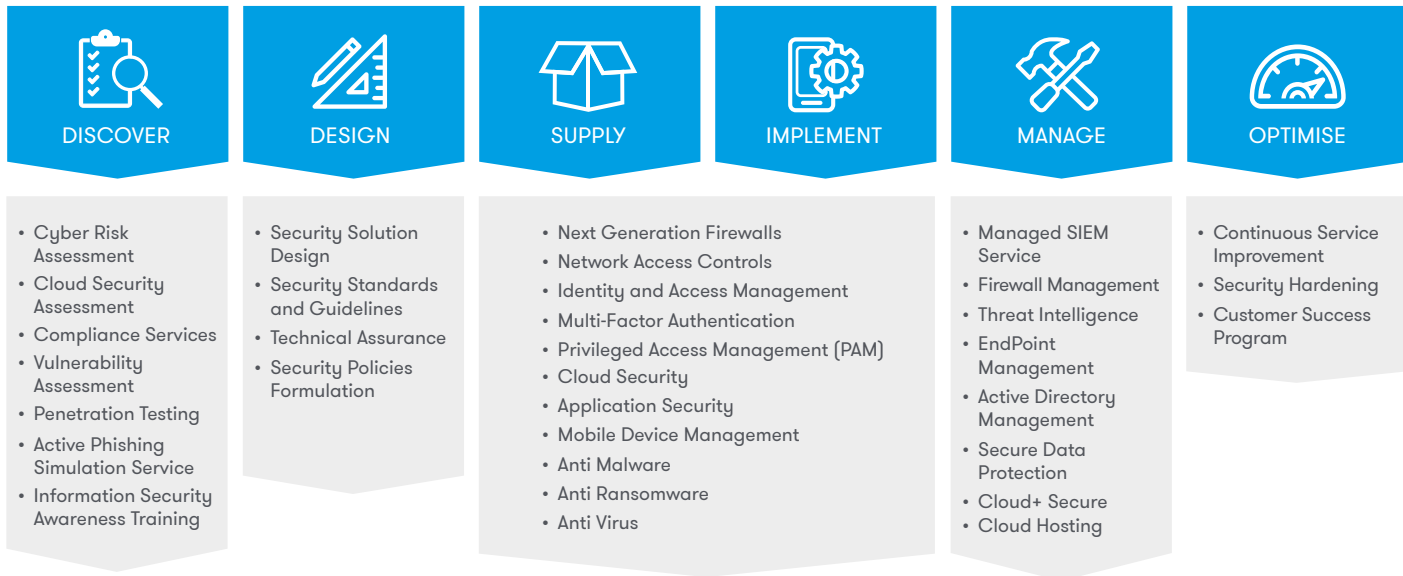 DISCOVER
DESIGN
SUPPLY
IMPLEMENT
MANAGE
OPTIMISE
• Cyber Risk
Assessment
• Cloud Security
Assessment
• Compliance Services
• Vulnerability
Assessment
• Penetration Testing
• Active Phishing
Simulation Service
• Information Security
Awareness Training
• Security Solution
Design
• Security Standards
and Guidelines
• Technical Assurance
• Security Policies
Formulation
• Next Generation Firewalls
• Network Access Controls
• Identity and Access Management
• Multi-Factor Authentication
• Privileged Access Management (PAM)
• Cloud Security
• Application Security
• Mobile Device Management
• Anti Malware
• Anti Ransomware
• Anti Virus
• Managed SIEM
Service
• Firewall Management
• Threat Intelligence
• EndPoint
Management
• Active Directory
Management
• Secure Data
Protection
• Cloud+ Secure
• Cloud Hosting
• Continuous Service
Improvement
• Security Hardening
• Customer Success
Program